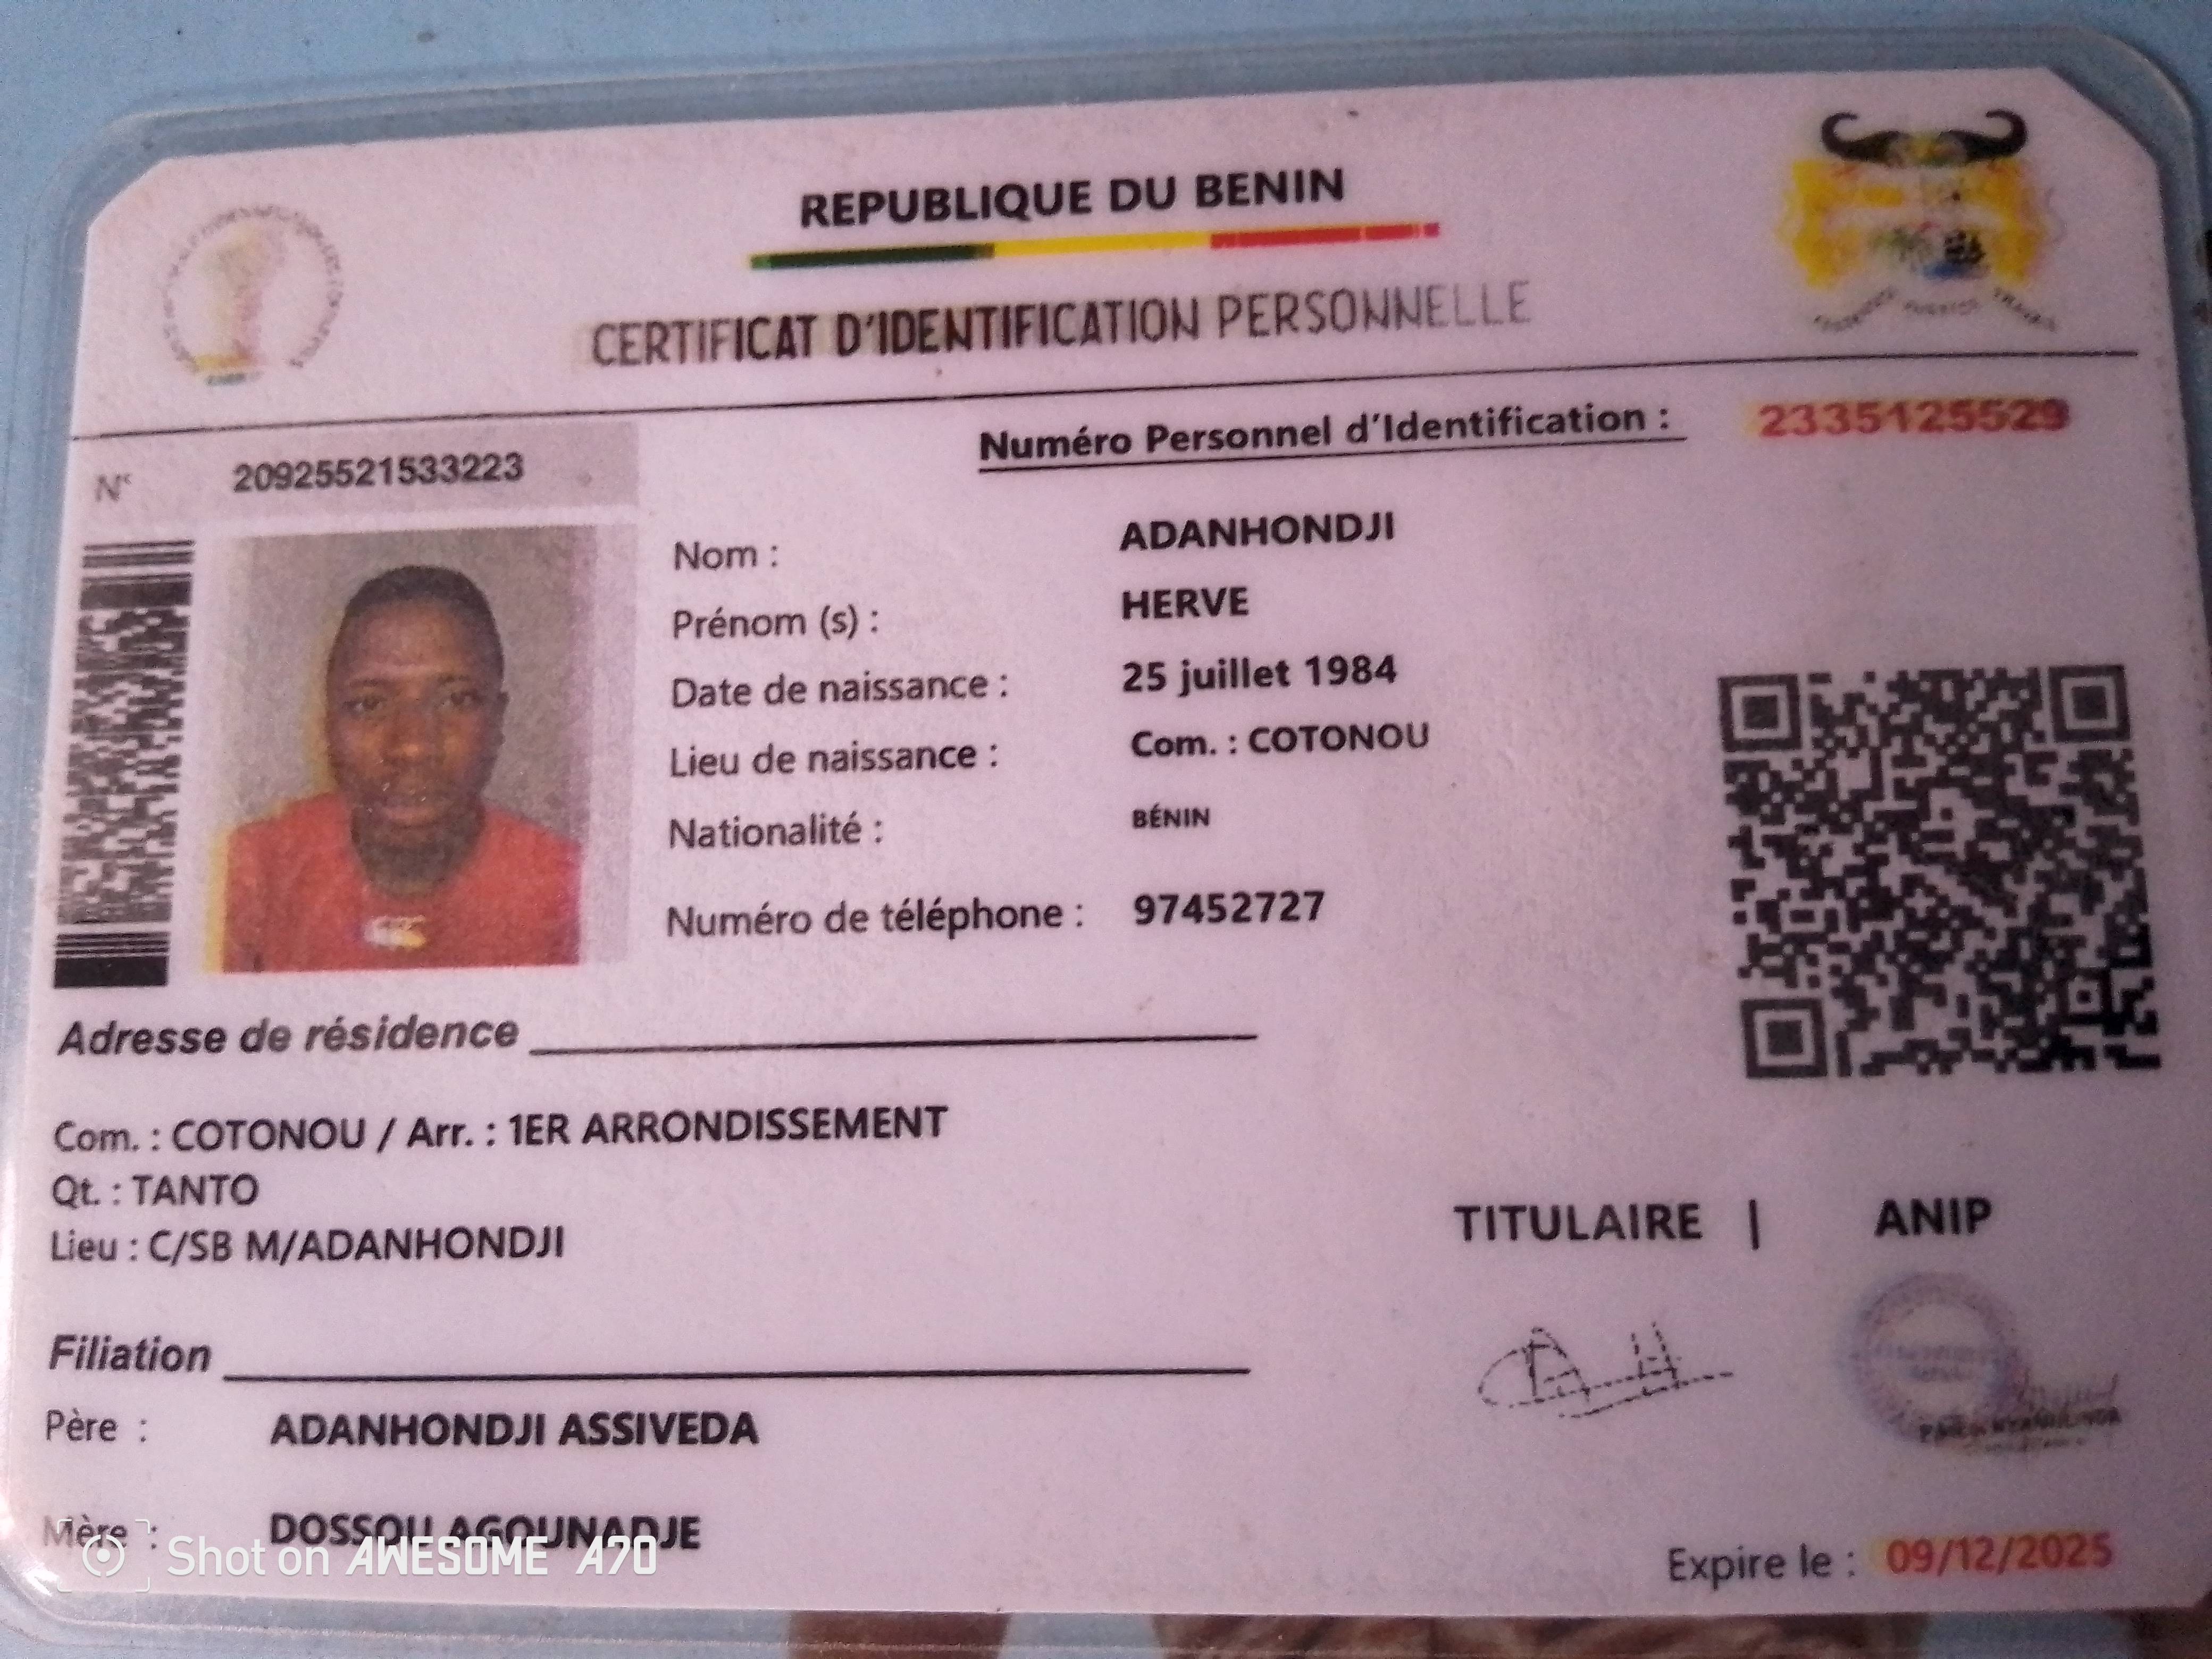 REPUBLIQUE DU BENIN
CERTIFICAT D'IDENTIFICATION PERSONNELLE
Numéro Personnel d'Identification : 2335125529
N° 20925521533223
Nom : ADANHONDJI
Prénom (s) : HERVE
Date de naissance : 25 juillet 1984
Lieu de naissance : Com. : COTONOU
Nationalité : BÉNIN
Numéro de téléphone : 97452727
Adresse de résidence
Com. : COTONOU / Arr. : 1ER ARRONDISSEMENT
Qt. : TANTO
Lieu : C/SB M/ADANHONDJI
TITULAIRE | ANIP
Filiation
Père : ADANHONDJI ASSIVEDA
Mère : DOSSOU AGOUNADJE
Shot on AWESOME A70
Expire le : 09/12/2025